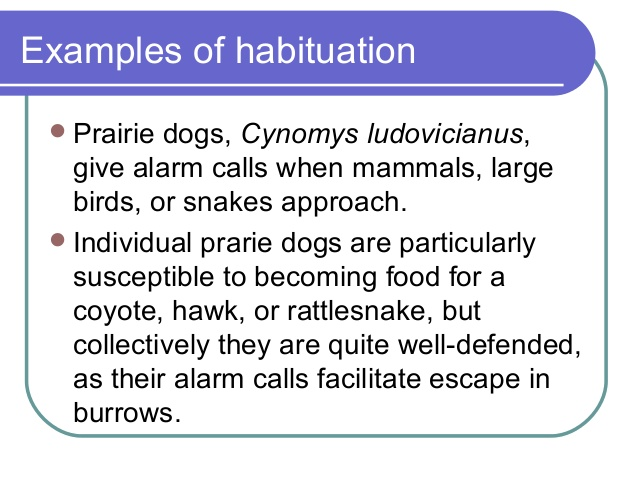 Examples of habituation
Prairie dogs, Cynomys ludovicianus,
give alarm calls when mammals, large
birds, or snakes approach.
Individual prarie dogs are particularly
susceptible to becoming food for a
coyote, hawk, or rattlesnake, but
collectively they are quite well-defended,
as their alarm calls facilitate escape in
burrows.